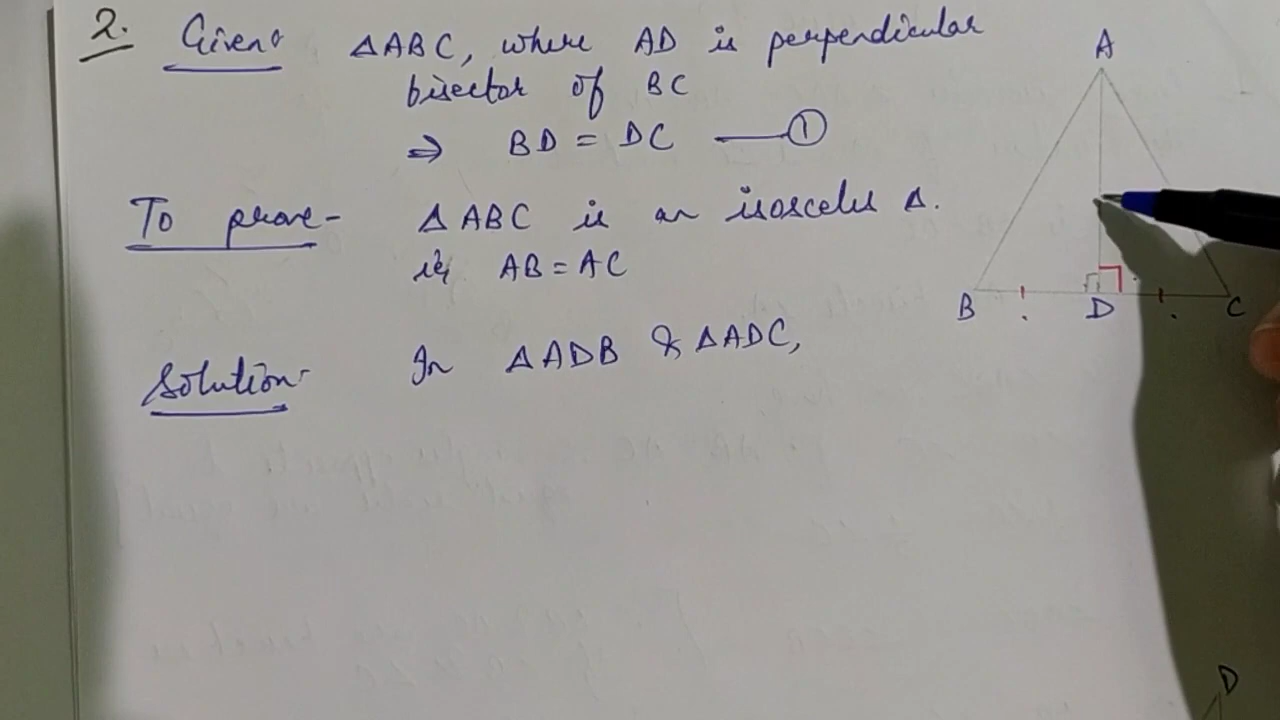 2. Given ΔABC, where AD is perpendicular
bisector of BC
⇒ BD = DC — ①
To prove- ΔABC is an isosceles Δ.
ie, AB = AC
Solution- In ΔADB & ΔADC,
A
B D C
D